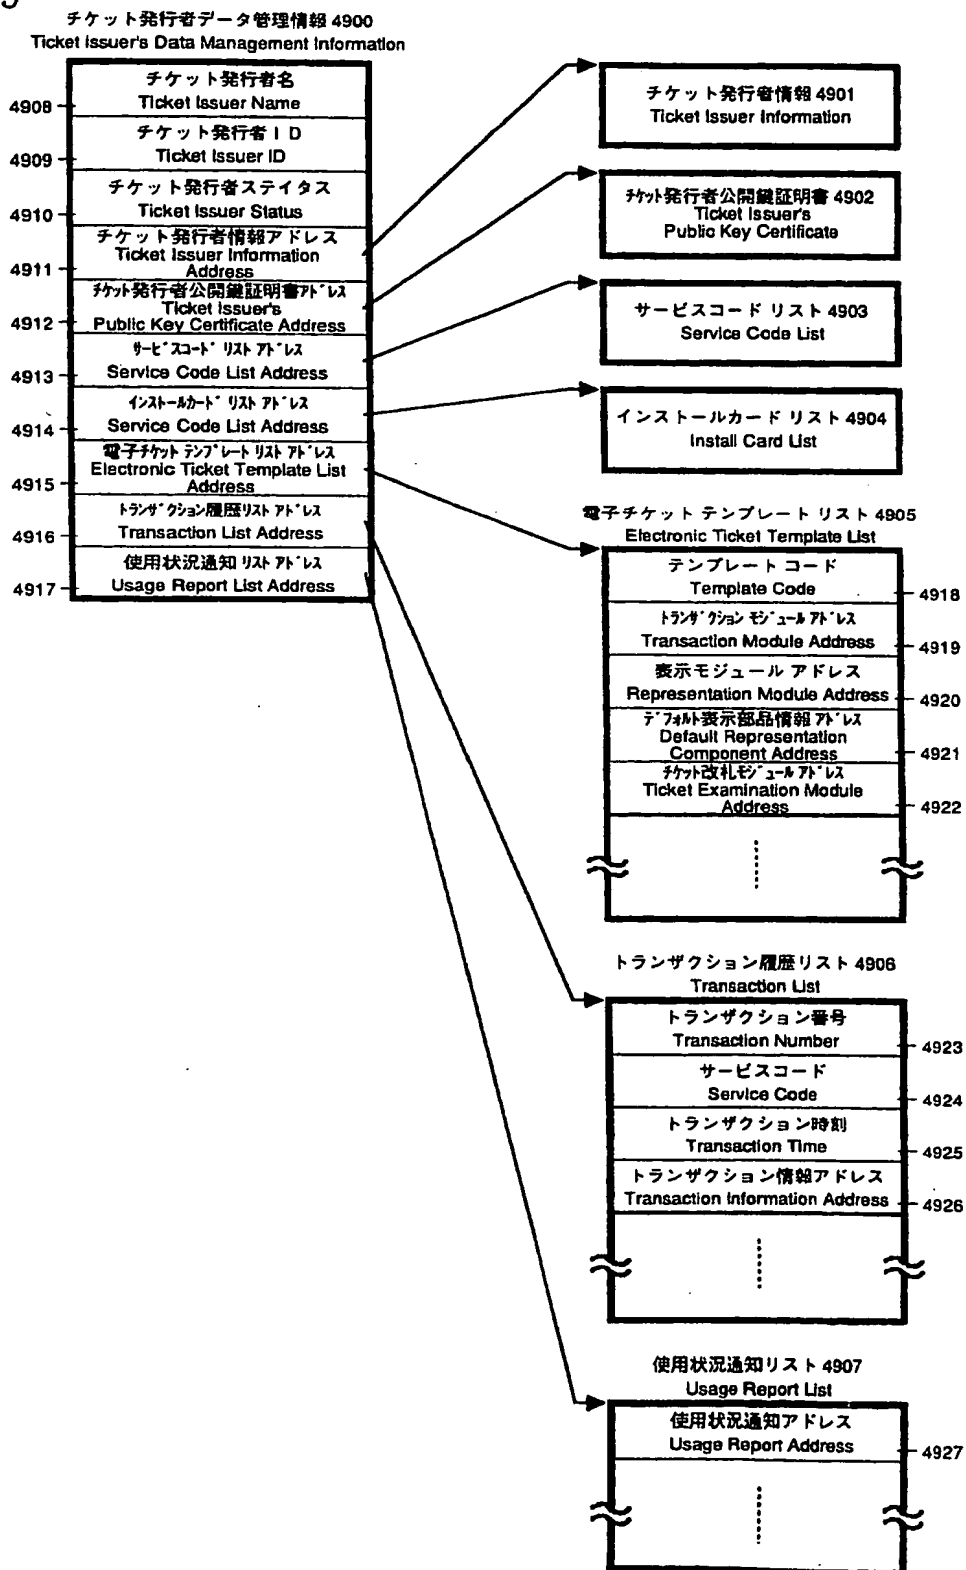 チケット発行者データ管理情報 4900
Ticket Issuer's Data Management Information
チケット発行者名
Ticket Issuer Name
4908
チケット発行者ID
Ticket Issuer ID
4909
チケット発行者ステイタス
Ticket Issuer Status
4910
チケット発行者情報アドレス
Ticket Issuer Information
Address
4911
チケット発行者公開鍵証明書アドレス
Ticket Issuer's
Public Key Certificate Address
4912
サービスコード リスト アドレス
Service Code List Address
4913
インストールカード リスト アドレス
Service Code List Address
4914
電子チケット テンプレート リスト アドレス
Electronic Ticket Template List
Address
4915
トランザクション履歴リスト アドレス
Transaction List Address
4916
使用状況通知 リスト アドレス
Usage Report List Address
4917
チケット発行者情報 4901
Ticket Issuer Information
チケット発行者公開鍵証明書 4902
Ticket Issuer's
Public Key Certificate
サービスコード リスト 4903
Service Code List
インストールカード リスト 4904
Install Card List
電子チケット テンプレート リスト 4905
Electronic Ticket Template List
テンプレート コード
Template Code
4918
トランザクション モジュール アドレス
Transaction Module Address
4919
表示モジュール アドレス
Representation Module Address
4920
デフォルト表示部品情報 アドレス
Default Representation
Component Address
4921
チケット改札モジュール アドレス
Ticket Examination Module
Address
4922
トランザクション履歴リスト 4906
Transaction List
トランザクション番号
Transaction Number
4923
サービスコード
Service Code
4924
トランザクション時刻
Transaction Time
4925
トランザクション情報アドレス
Transaction Information Address
4926
使用状況通知リスト 4907
Usage Report List
使用状況通知アドレス
Usage Report Address
4927